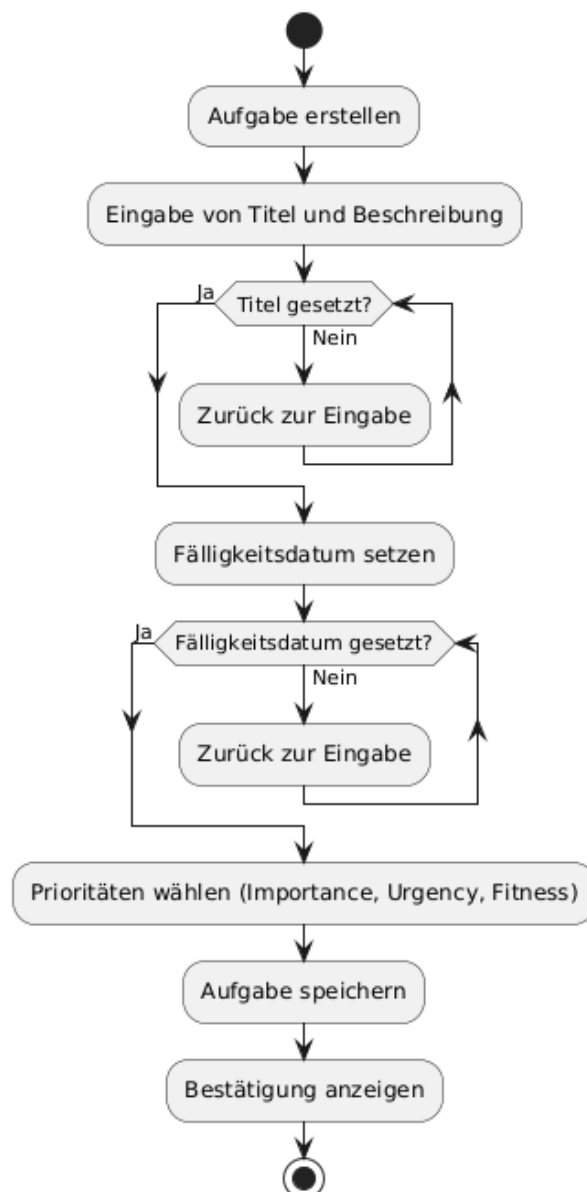 Aufgabe erstellen
Eingabe von Titel und Beschreibung
Ja
Titel gesetzt?
Nein
Zurück zur Eingabe
Fälligkeitsdatum setzen
Ja
Fälligkeitsdatum gesetzt?
Nein
Zurück zur Eingabe
Prioritäten wählen (Importance, Urgency, Fitness)
Aufgabe speichern
Bestätigung anzeigen